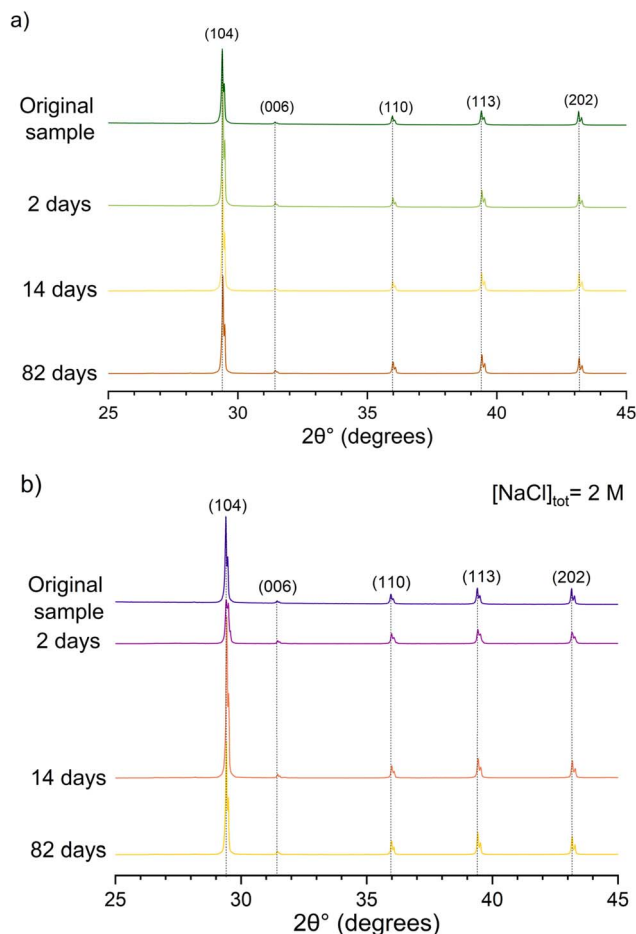 a)
(104)
(006)
(110)
(113)
(202)
Original
sample
2 days
14 days
82 days
25
30
35
40
45
2θ° (degrees)
b)
[NaCl]tot= 2 M
(104)
(006)
(110)
(113)
(202)
Original
sample
2 days
14 days
82 days
25
30
35
40
45
2θ° (degrees)